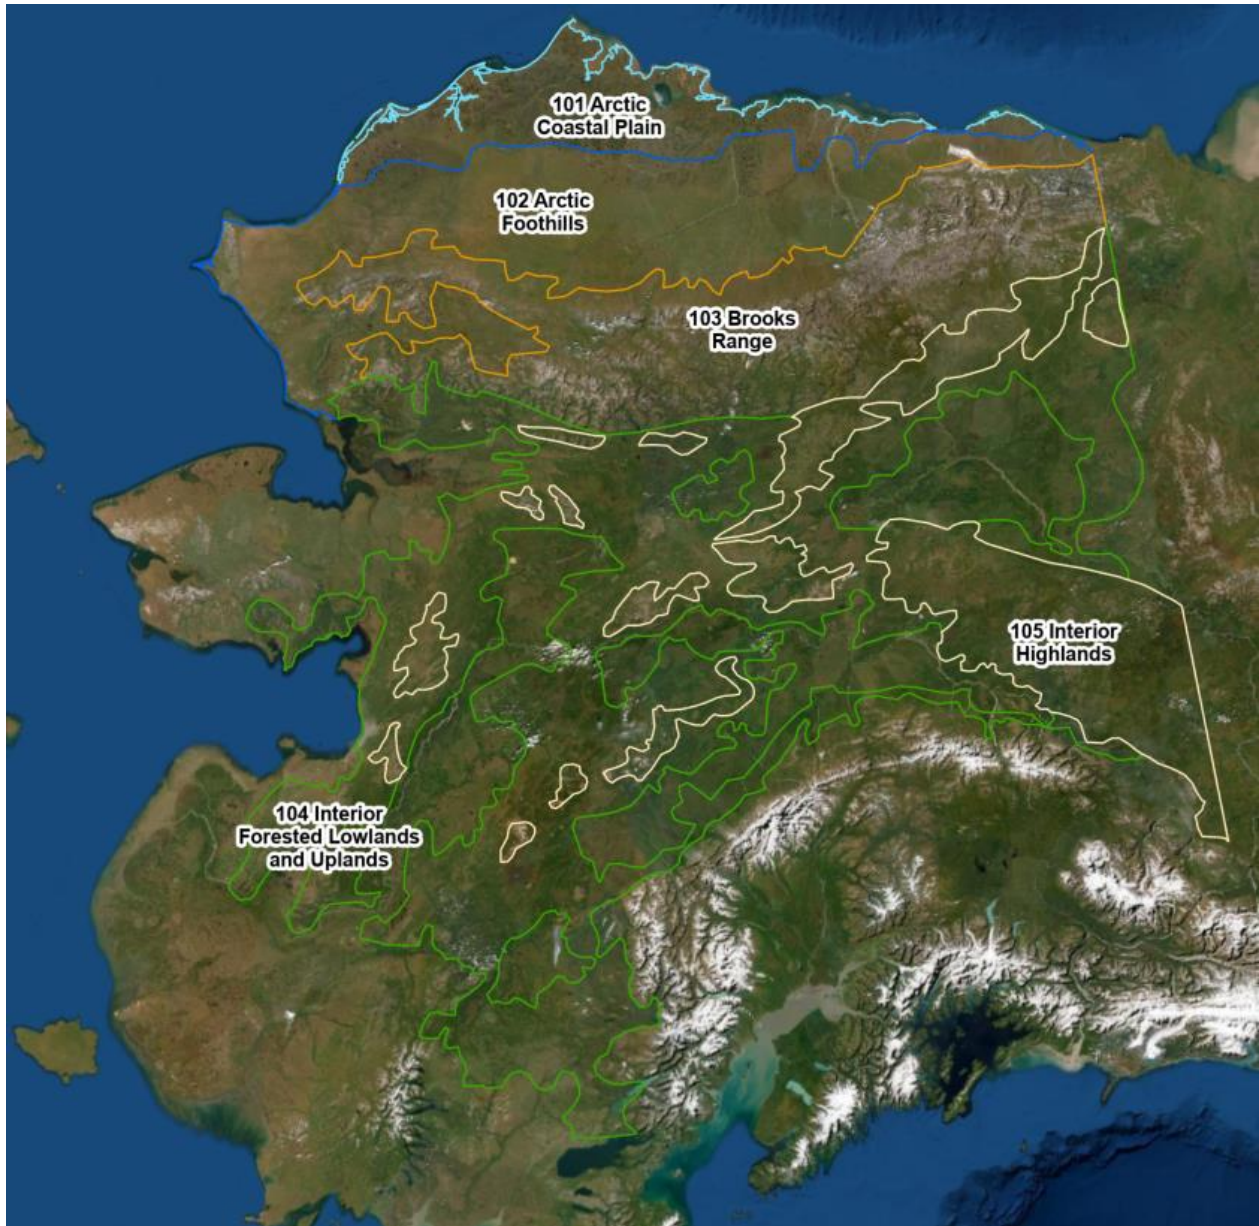 101 Arctic
Coastal Plain
102 Arctic
Foothills
103 Brooks
Range
105 Interior
Highlands
104 Interior
Forested Lowlands
and Uplands